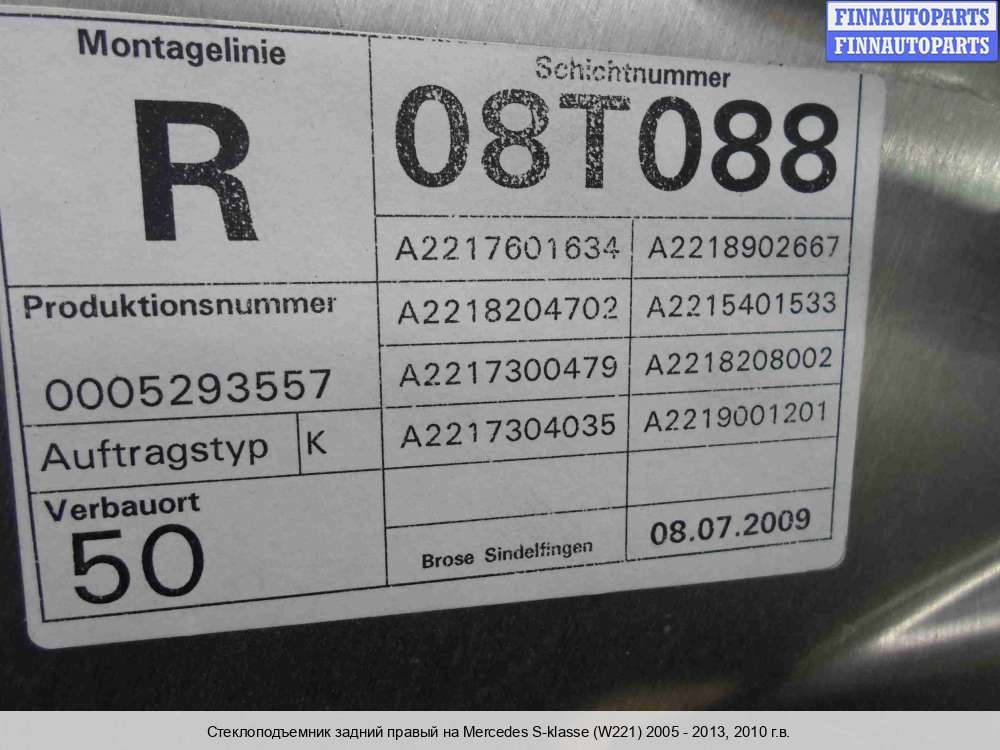 FINNAUTOPARTS
FINNAUTOPARTS
Montagelinie
R
Schichtnummer
08T088
A2217601634 A2218902667
A2218204702 A2215401533
A2217300479 A2218208002
A2217304035 A2219001201
Produktionsnummer
0005293557
Auftragstyp K
Verbauort
50
Brose Sindelfingen 08.07.2009
Стеклоподъемник задний правый на Mercedes S-klasse (W221) 2005 - 2013, 2010 г.в.